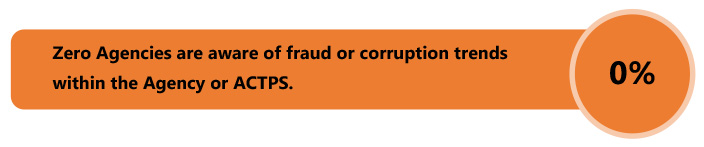 Zero Agencies are aware of fraud or corruption trends
within the Agency or ACTPS.
0%